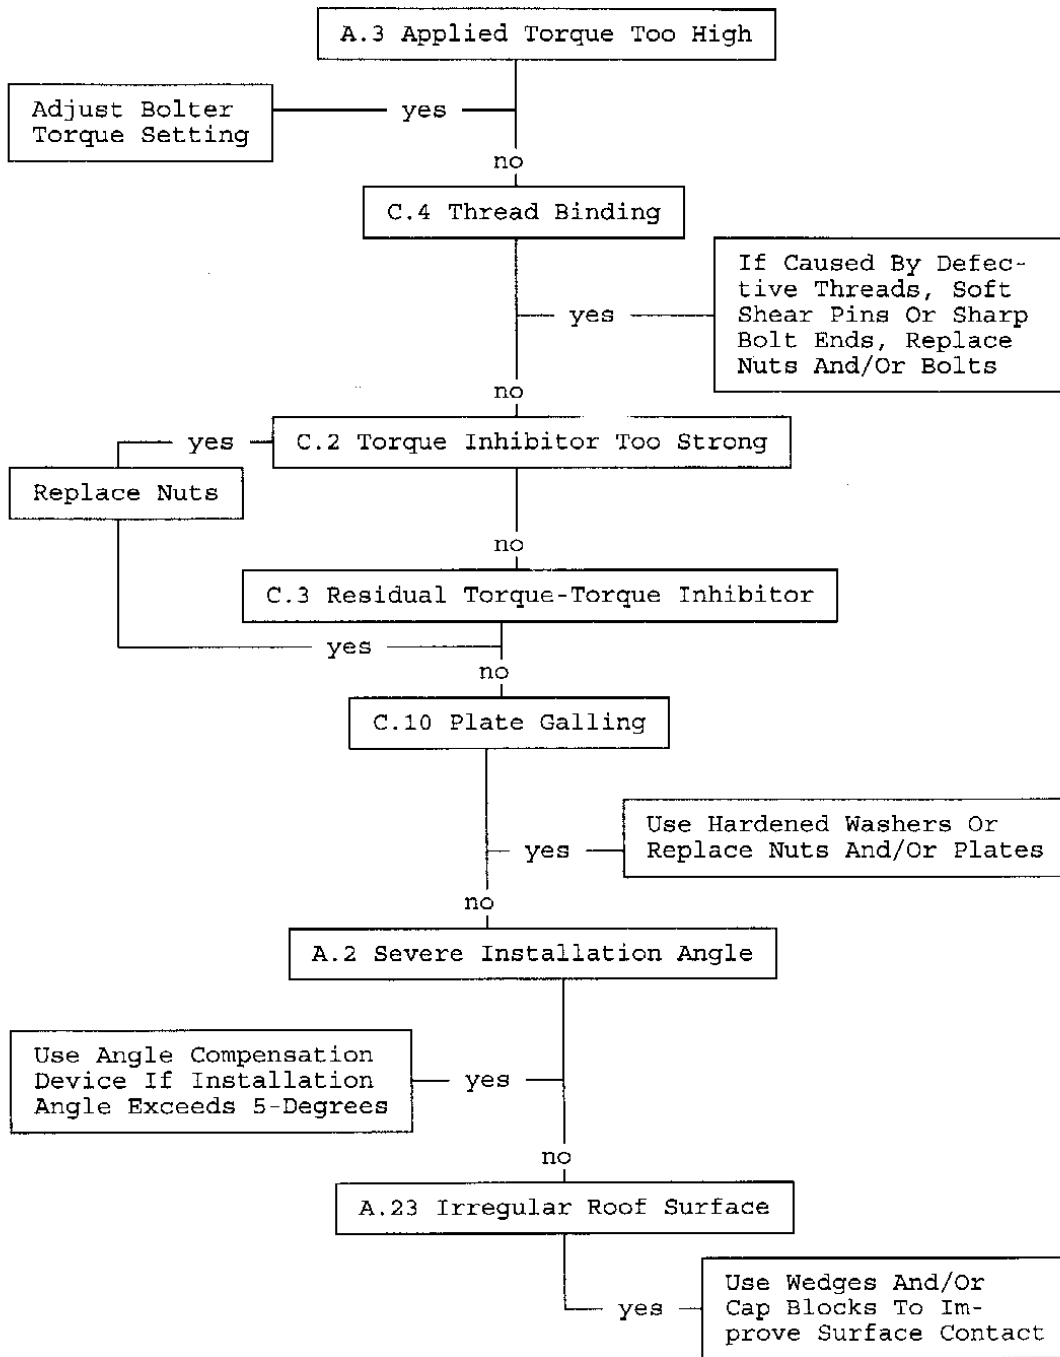 A.3 Applied Torque Too High
yes
Adjust Bolter
Torque Setting
no
C.4 Thread Binding
If Caused By Defec-
tive Threads, Soft
Shear Pins Or Sharp
Bolt Ends, Replace
Nuts And/Or Bolts
yes
no
C.2 Torque Inhibitor Too Strong
yes
Replace Nuts
no
C.3 Residual Torque-Torque Inhibitor
yes
no
C.10 Plate Galling
Use Hardened Washers Or
Replace Nuts And/Or Plates
yes
no
A.2 Severe Installation Angle
Use Angle Compensation
Device If Installation
Angle Exceeds 5-Degrees
yes
no
A.23 Irregular Roof Surface
Use Wedges And/Or
Cap Blocks To Im-
prove Surface Contact
yes